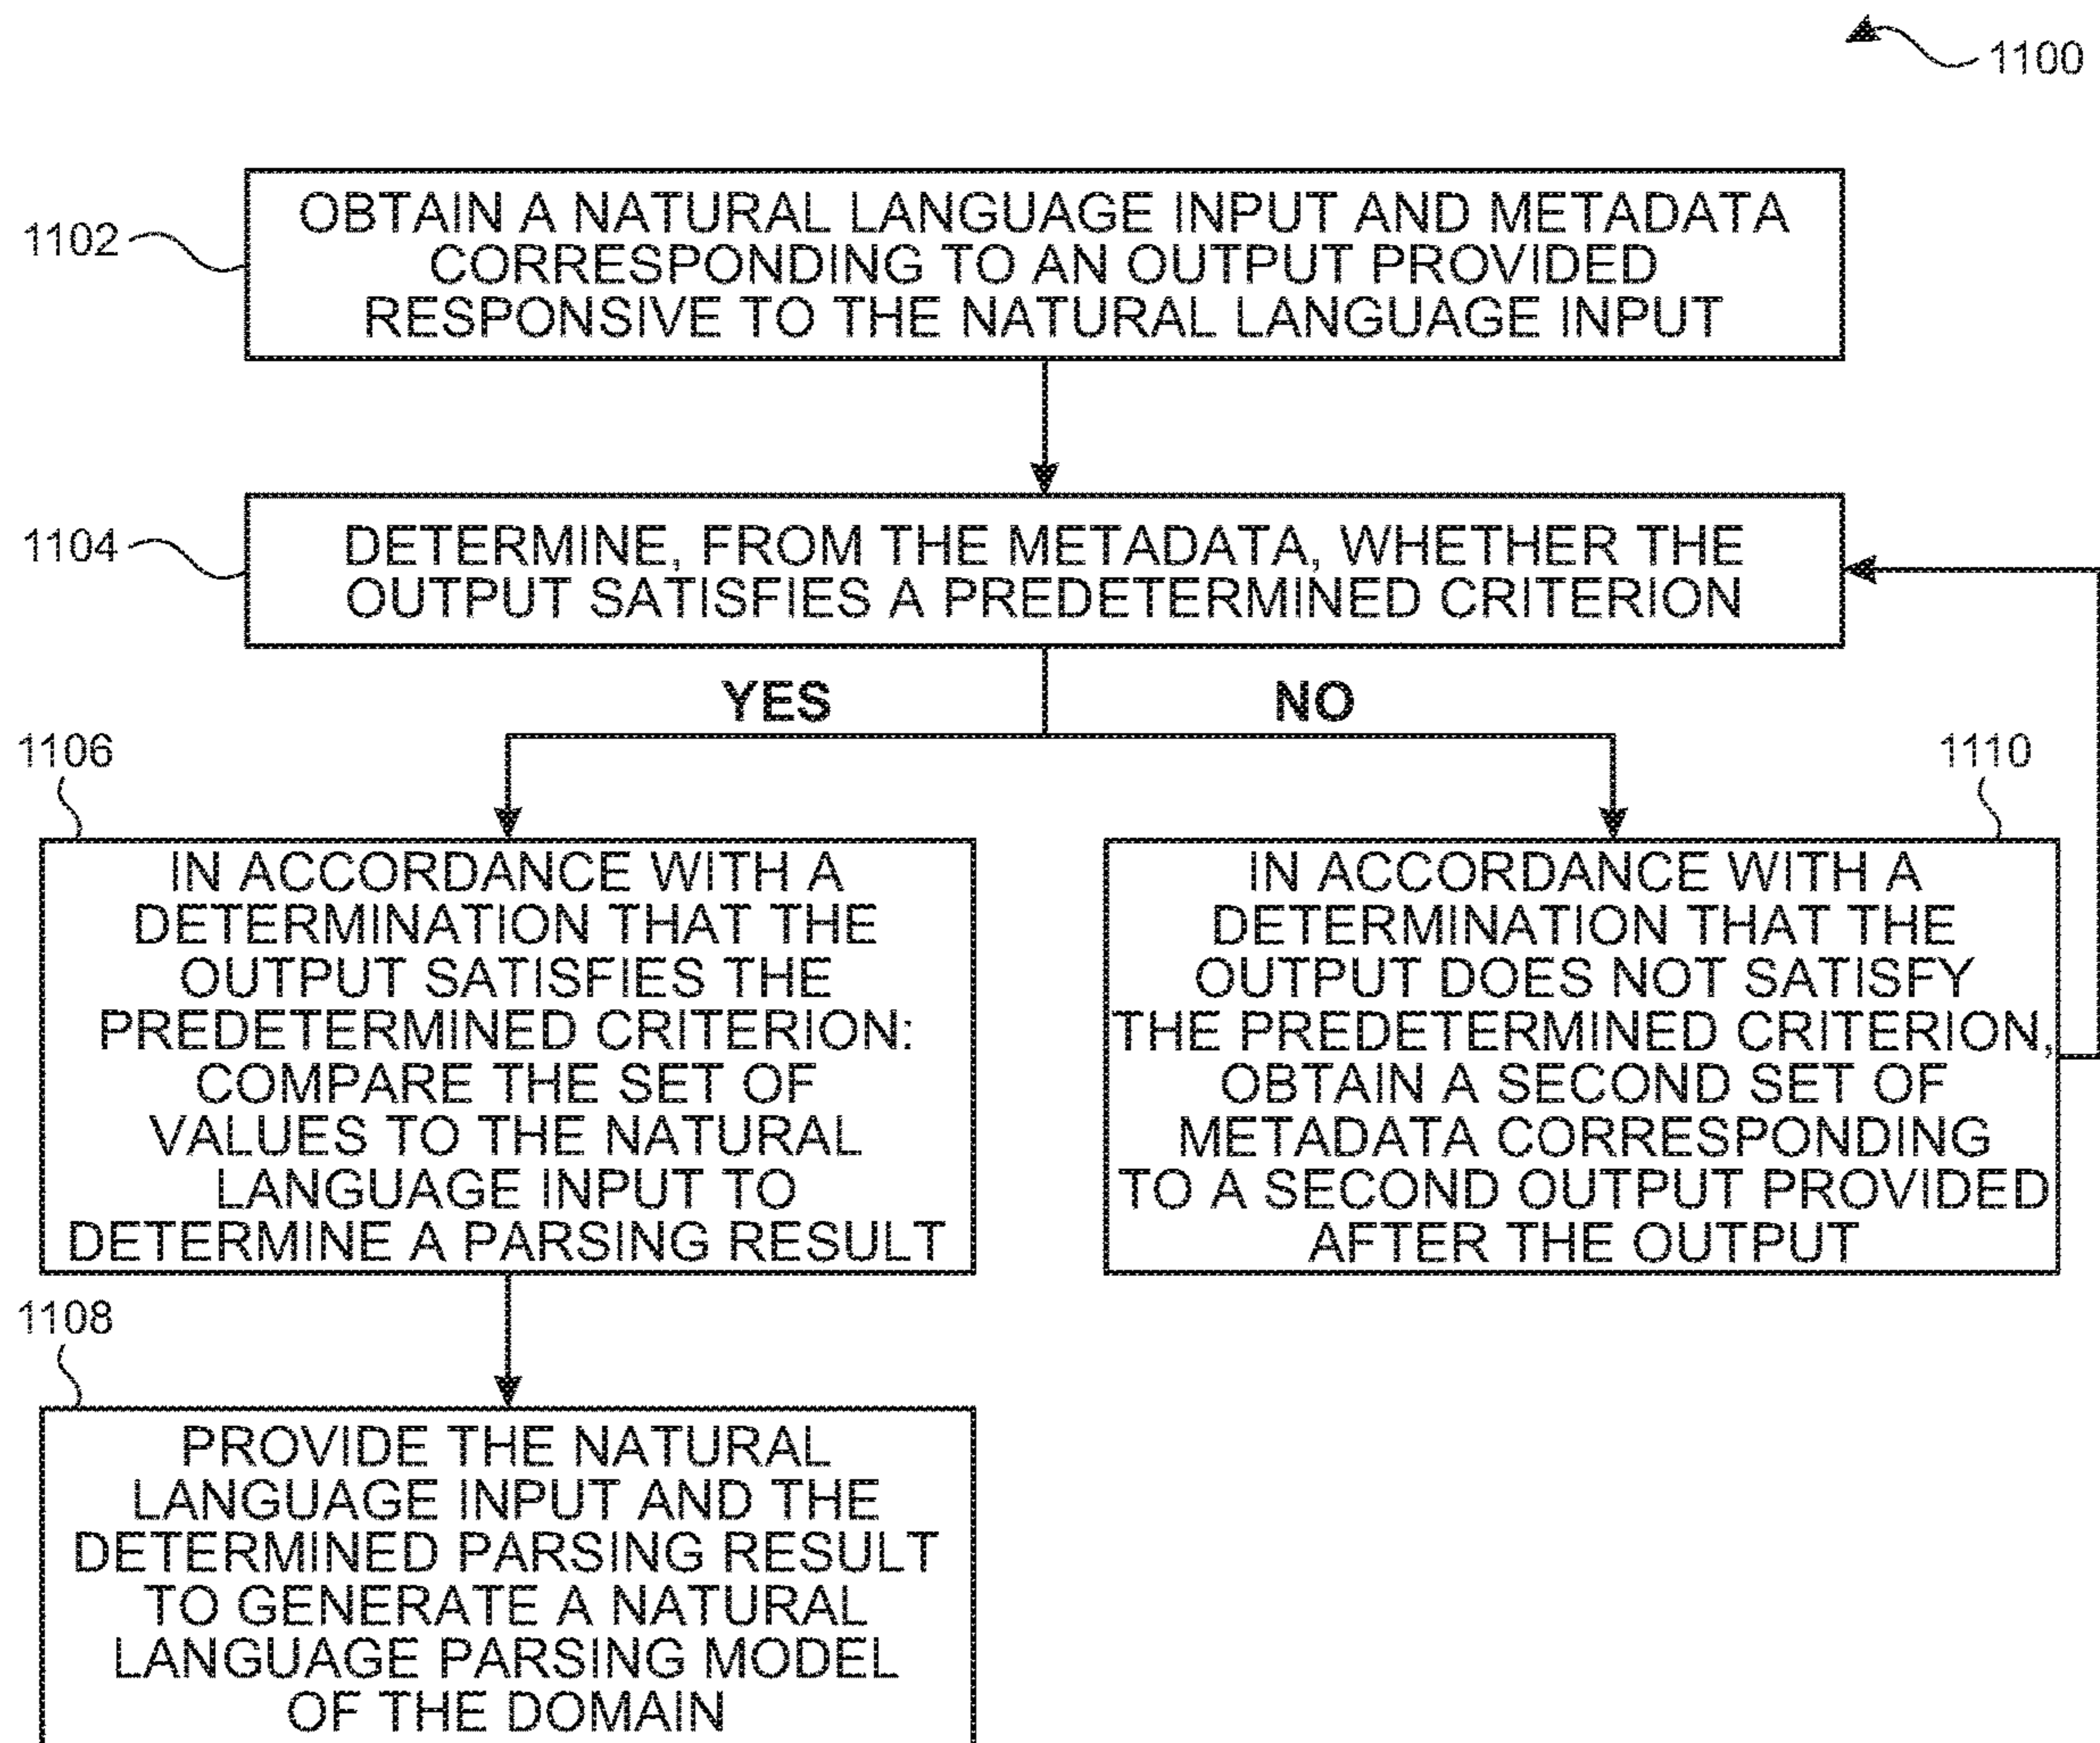 1100
1102
OBTAIN A NATURAL LANGUAGE INPUT AND METADATA
CORRESPONDING TO AN OUTPUT PROVIDED
RESPONSIVE TO THE NATURAL LANGUAGE INPUT
1104
DETERMINE, FROM THE METADATA, WHETHER THE
OUTPUT SATISFIES A PREDETERMINED CRITERION
YES
NO
1106
IN ACCORDANCE WITH A
DETERMINATION THAT THE
OUTPUT SATISFIES THE
PREDETERMINED CRITERION:
COMPARE THE SET OF
VALUES TO THE NATURAL
LANGUAGE INPUT TO
DETERMINE A PARSING RESULT
1110
IN ACCORDANCE WITH A
DETERMINATION THAT THE
OUTPUT DOES NOT SATISFY
THE PREDETERMINED CRITERION,
OBTAIN A SECOND SET OF
METADATA CORRESPONDING
TO A SECOND OUTPUT PROVIDED
AFTER THE OUTPUT
1108
PROVIDE THE NATURAL
LANGUAGE INPUT AND THE
DETERMINED PARSING RESULT
TO GENERATE A NATURAL
LANGUAGE PARSING MODEL
OF THE DOMAIN